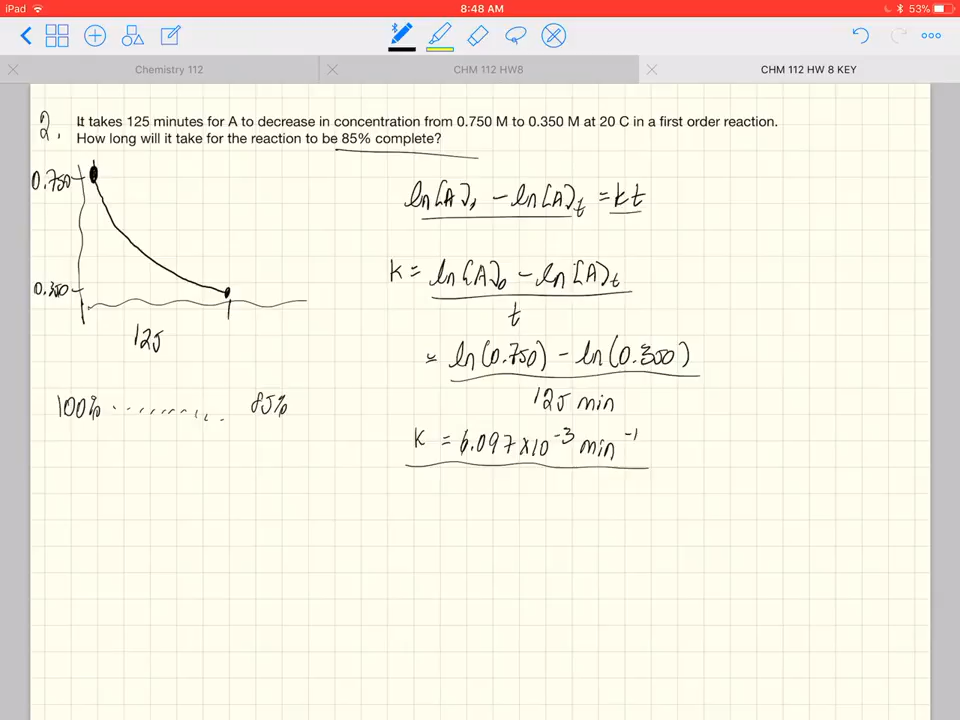 iPad 8:48 AM 53%
Chemistry 112 CHM 112 HW8 CHM 112 HW 8 KEY
2. It takes 125 minutes for A to decrease in concentration from 0.750 M to 0.350 M at 20 C in a first order reaction.
How long will it take for the reaction to be 85% complete?
0.750
ln[A]₀ - ln[A]t = kt
K = ln[A]₀ - ln[A]t
t
0.350
125
= ln(0.750) - ln(0.350)
125 min
100% 85%
K = 6.097x10⁻³ min⁻¹